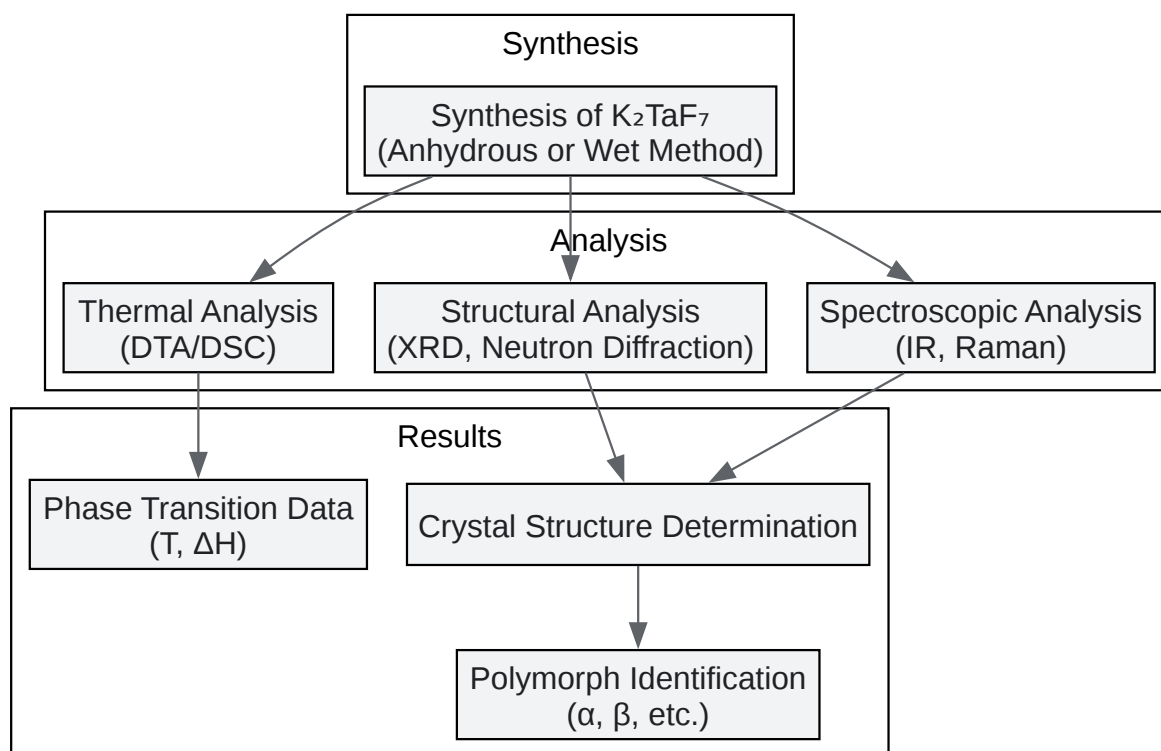 Synthesis
Synthesis of K₂TaF₇
(Anhydrous or Wet Method)
Analysis
Thermal Analysis
(DTA/DSC)
Structural Analysis
(XRD, Neutron Diffraction)
Spectroscopic Analysis
(IR, Raman)
Results
Phase Transition Data
(T, ΔH)
Crystal Structure Determination
Polymorph Identification
(α, β, etc.)